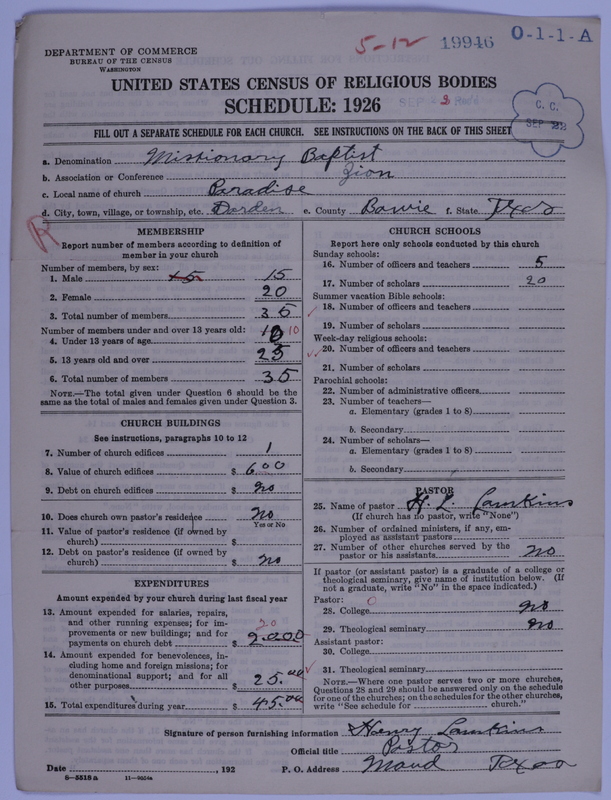 DEPARTMENT OF COMMERCE
BUREAU OF THE CENSUS
WASHINGTON
5-12 19946 0-1-1-A
UNITED STATES CENSUS OF RELIGIOUS BODIES
SCHEDULE: 1926
SEP - 3 Rec'd
C. C.
SEP 23
FILL OUT A SEPARATE SCHEDULE FOR EACH CHURCH. SEE INSTRUCTIONS ON THE BACK OF THIS SHEET
a. Denomination Missionary Baptist
b. Association or Conference Zion
c. Local name of church Paradise
d. City, town, village, or township, etc. Darden e. County Bowie f. State Texas
R
MEMBERSHIP
Report number of members according to definition of
member in your church
Number of members, by sex:
1. Male 15 15
2. Female 20
3. Total number of members 35
Number of members under and over 13 years old:
4. Under 13 years of age 10 10
5. 13 years old and over 25
6. Total number of members 35
NOTE.—The total given under Question 6 should be
same as the total of males and females given under Question 3.
CHURCH BUILDINGS
See instructions, paragraphs 10 to 12
7. Number of church edifices 1
8. Value of church edifices $ 600
9. Debt on church edifices $ no
10. Does church own pastor's residence no
Yes or No
11. Value of pastor's residence (if owned by
church) $
12. Debt on pastor's residence (if owned by
church) $ no
EXPENDITURES
Amount expended by your church during last fiscal year
13. Amount expended for salaries, repairs,
and other running expenses; for im-
provements or new buildings; and for
payments on church debt $ 20 20.00
14. Amount expended for benevolences, in-
cluding home and foreign missions; for
denominational support; and for all
other purposes $ 25.00
15. Total expenditures during year $ 45.00
CHURCH SCHOOLS
Report here only schools conducted by this church
Sunday schools:
16. Number of officers and teachers 5
17. Number of scholars 20
Summer vacation Bible schools:
18. Number of officers and teachers
19. Number of scholars
Week-day religious schools:
20. Number of officers and teachers
21. Number of scholars
Parochial schools:
22. Number of administrative officers
23. Number of teachers—
a. Elementary (grades 1 to 8)
b. Secondary
24. Number of scholars—
a. Elementary (grades 1 to 8)
b. Secondary
PASTOR
25. Name of pastor H. L. Lamkins
(If church has no pastor, write "None")
26. Number of ordained ministers, if any, em-
ployed as assistant pastors
27. Number of other churches served by the
pastor or his assistants no
If pastor (or assistant pastor) is a graduate of a college or
theological seminary, give name of institution below. (If
not a graduate, write "No" in the space indicated.)
Pastor: 0
28. College no
29. Theological seminary no
Assistant pastor:
30. College
31. Theological seminary
NOTE.—Where one pastor serves two or more churches,
Questions 28 and 29 should be answered only on the schedule
for one of the churches; on the schedules for the other churches,
write "See schedule for church."
Signature of person furnishing information Henry Lamkins
Official title Pastor
Date , 192 P. O. Address Maud Texas
8-5518a 11-9054a